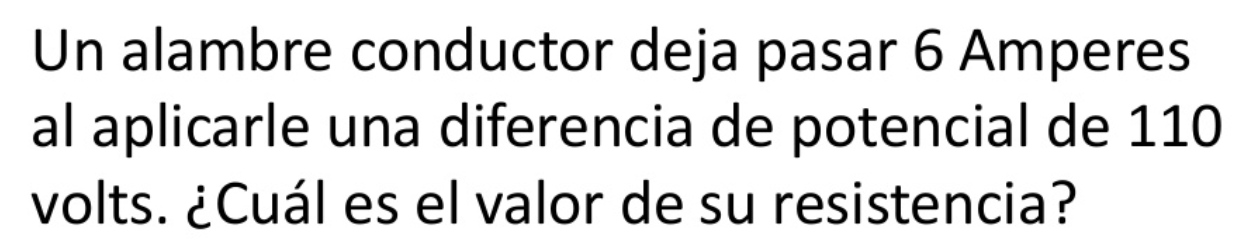 Un alambre conductor deja pasar 6 Amperes
al aplicarle una diferencia de potencial de 110
volts. ¿Cuál es el valor de su resistencia?